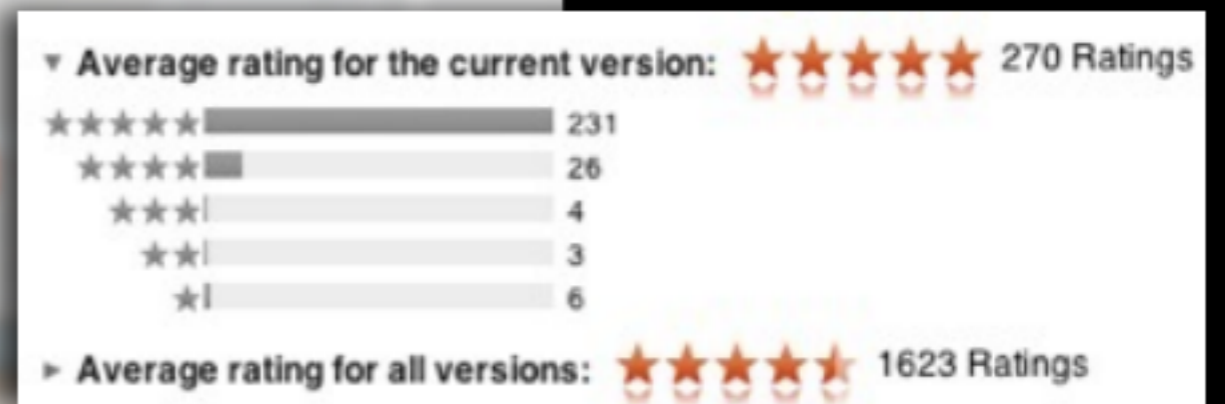 Average rating for the current version: 270 Ratings
231
26
4
3
6
Average rating for all versions: 1623 Ratings